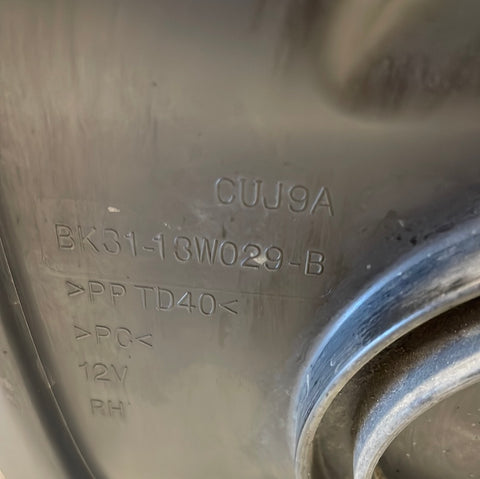 CUJ9A
BK31-13W029-B
>PP TD40<
>PC<
12V
RH